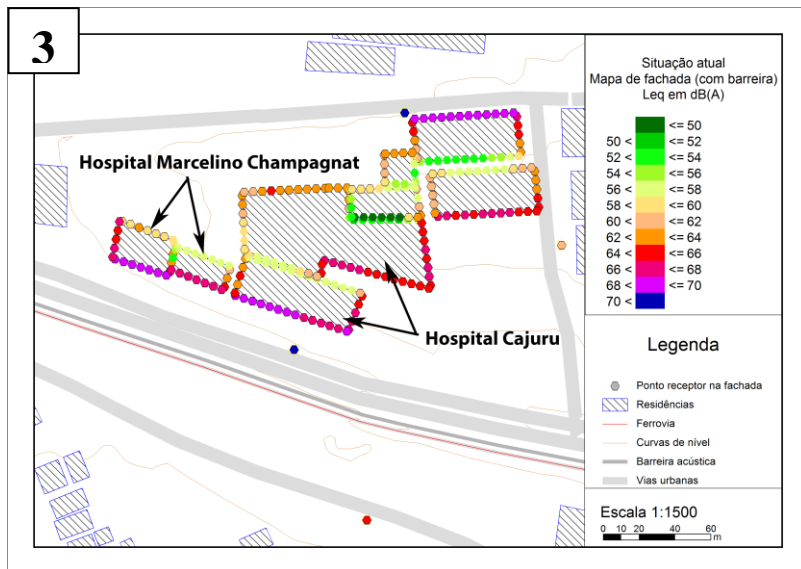 3
Hospital Marcelino Champagnat
Hospital Cajuru
Situação atual
Mapa de fachada (com barreira)
Leq em dB(A)
<= 50
50 < <= 52
52 < <= 54
54 < <= 56
56 < <= 58
58 < <= 60
60 < <= 62
62 < <= 64
64 < <= 66
66 < <= 68
68 < <= 70
70 <
Legenda
Ponto receptor na fachada
Residências
Ferrovia
Curvas de nível
Barreira acústica
Vias urbanas
Escala 1:1500
0 10 20 40 60
m